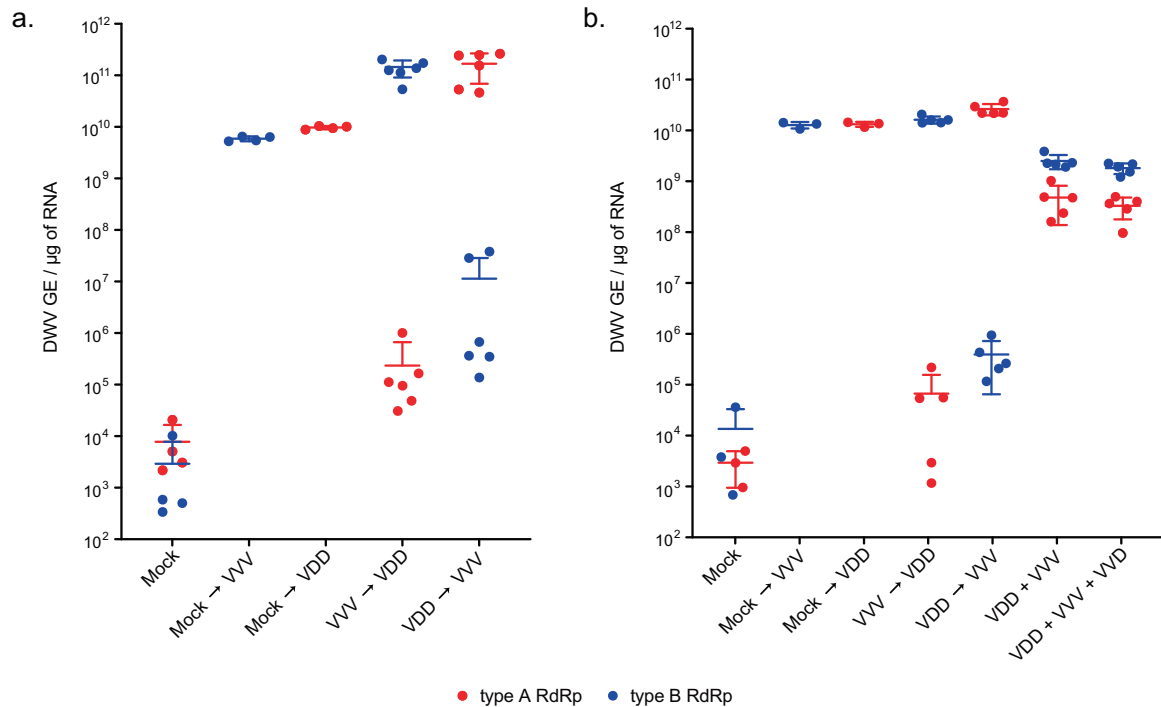 a.
DWV GE / µg of RNA
10¹²
10¹¹
10¹⁰
10⁹
10⁸
10⁷
10⁶
10⁵
10⁴
10³
10²
Mock
Mock → VVV
Mock → VDD
VVV → VDD
VDD → VVV
b.
DWV GE / µg of RNA
10¹²
10¹¹
10¹⁰
10⁹
10⁸
10⁷
10⁶
10⁵
10⁴
10³
10²
Mock
Mock → VVV
Mock → VDD
VVV → VDD
VDD → VVV
VDD + VVV
VDD + VVV + VVD
type A RdRp
type B RdRp